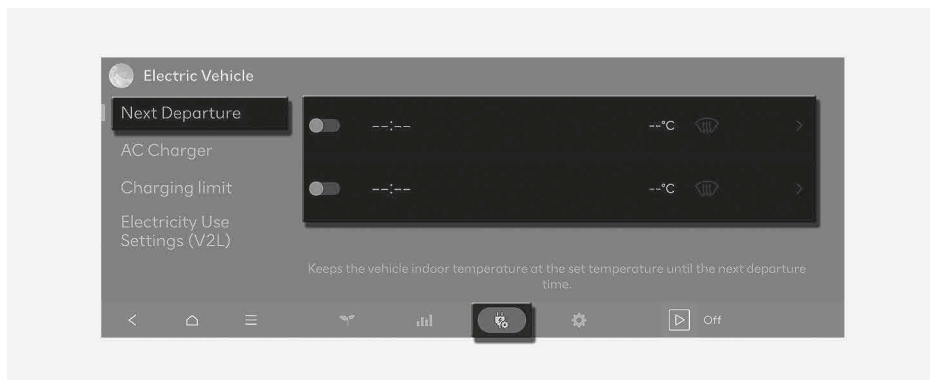 Electric Vehicle
Next Departure
--:--
--°C
AC Charger
Charging limit
--:--
--°C
Electricity Use
Settings (V2L)
Keeps the vehicle indoor temperature at the set temperature until the next departure
time.
Off